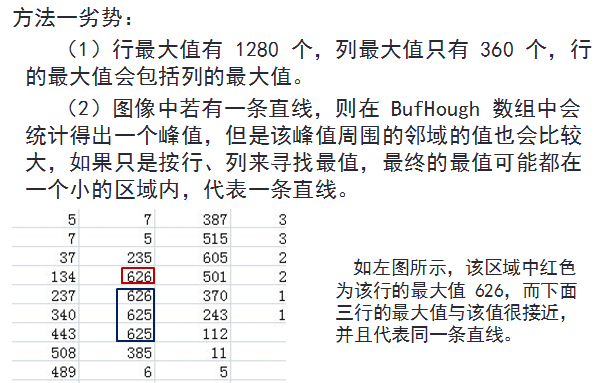 方法一劣势：
（1）行最大值有 1280 个，列最大值只有 360 个，行
的最大值会包括列的最大值。
（2）图像中若有一条直线，则在 BufHough 数组中会
统计得出一个峰值，但是该峰值周围的邻域的值也会比较
大，如果只是按行、列来寻找最值，最终的最值可能都在
一个小的区域内，代表一条直线。
5 7 387 3
7 5 515 3
37 235 605 2
134 626 501 2
237 626 370 1
340 625 243 1
443 625 112
508 385 11
489 6 5
如左图所示，该区域中红色
为该行的最大值 626，而下面
三行的最大值与该值很接近，
并且代表同一条直线。